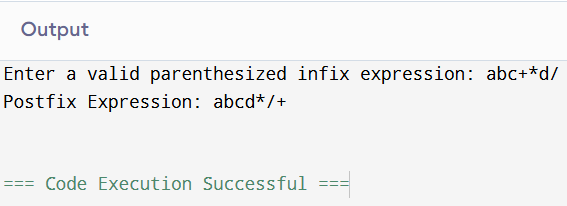 Output
Enter a valid parenthesized infix expression: abc+*d/
Postfix Expression: abcd*/+
=== Code Execution Successful ===